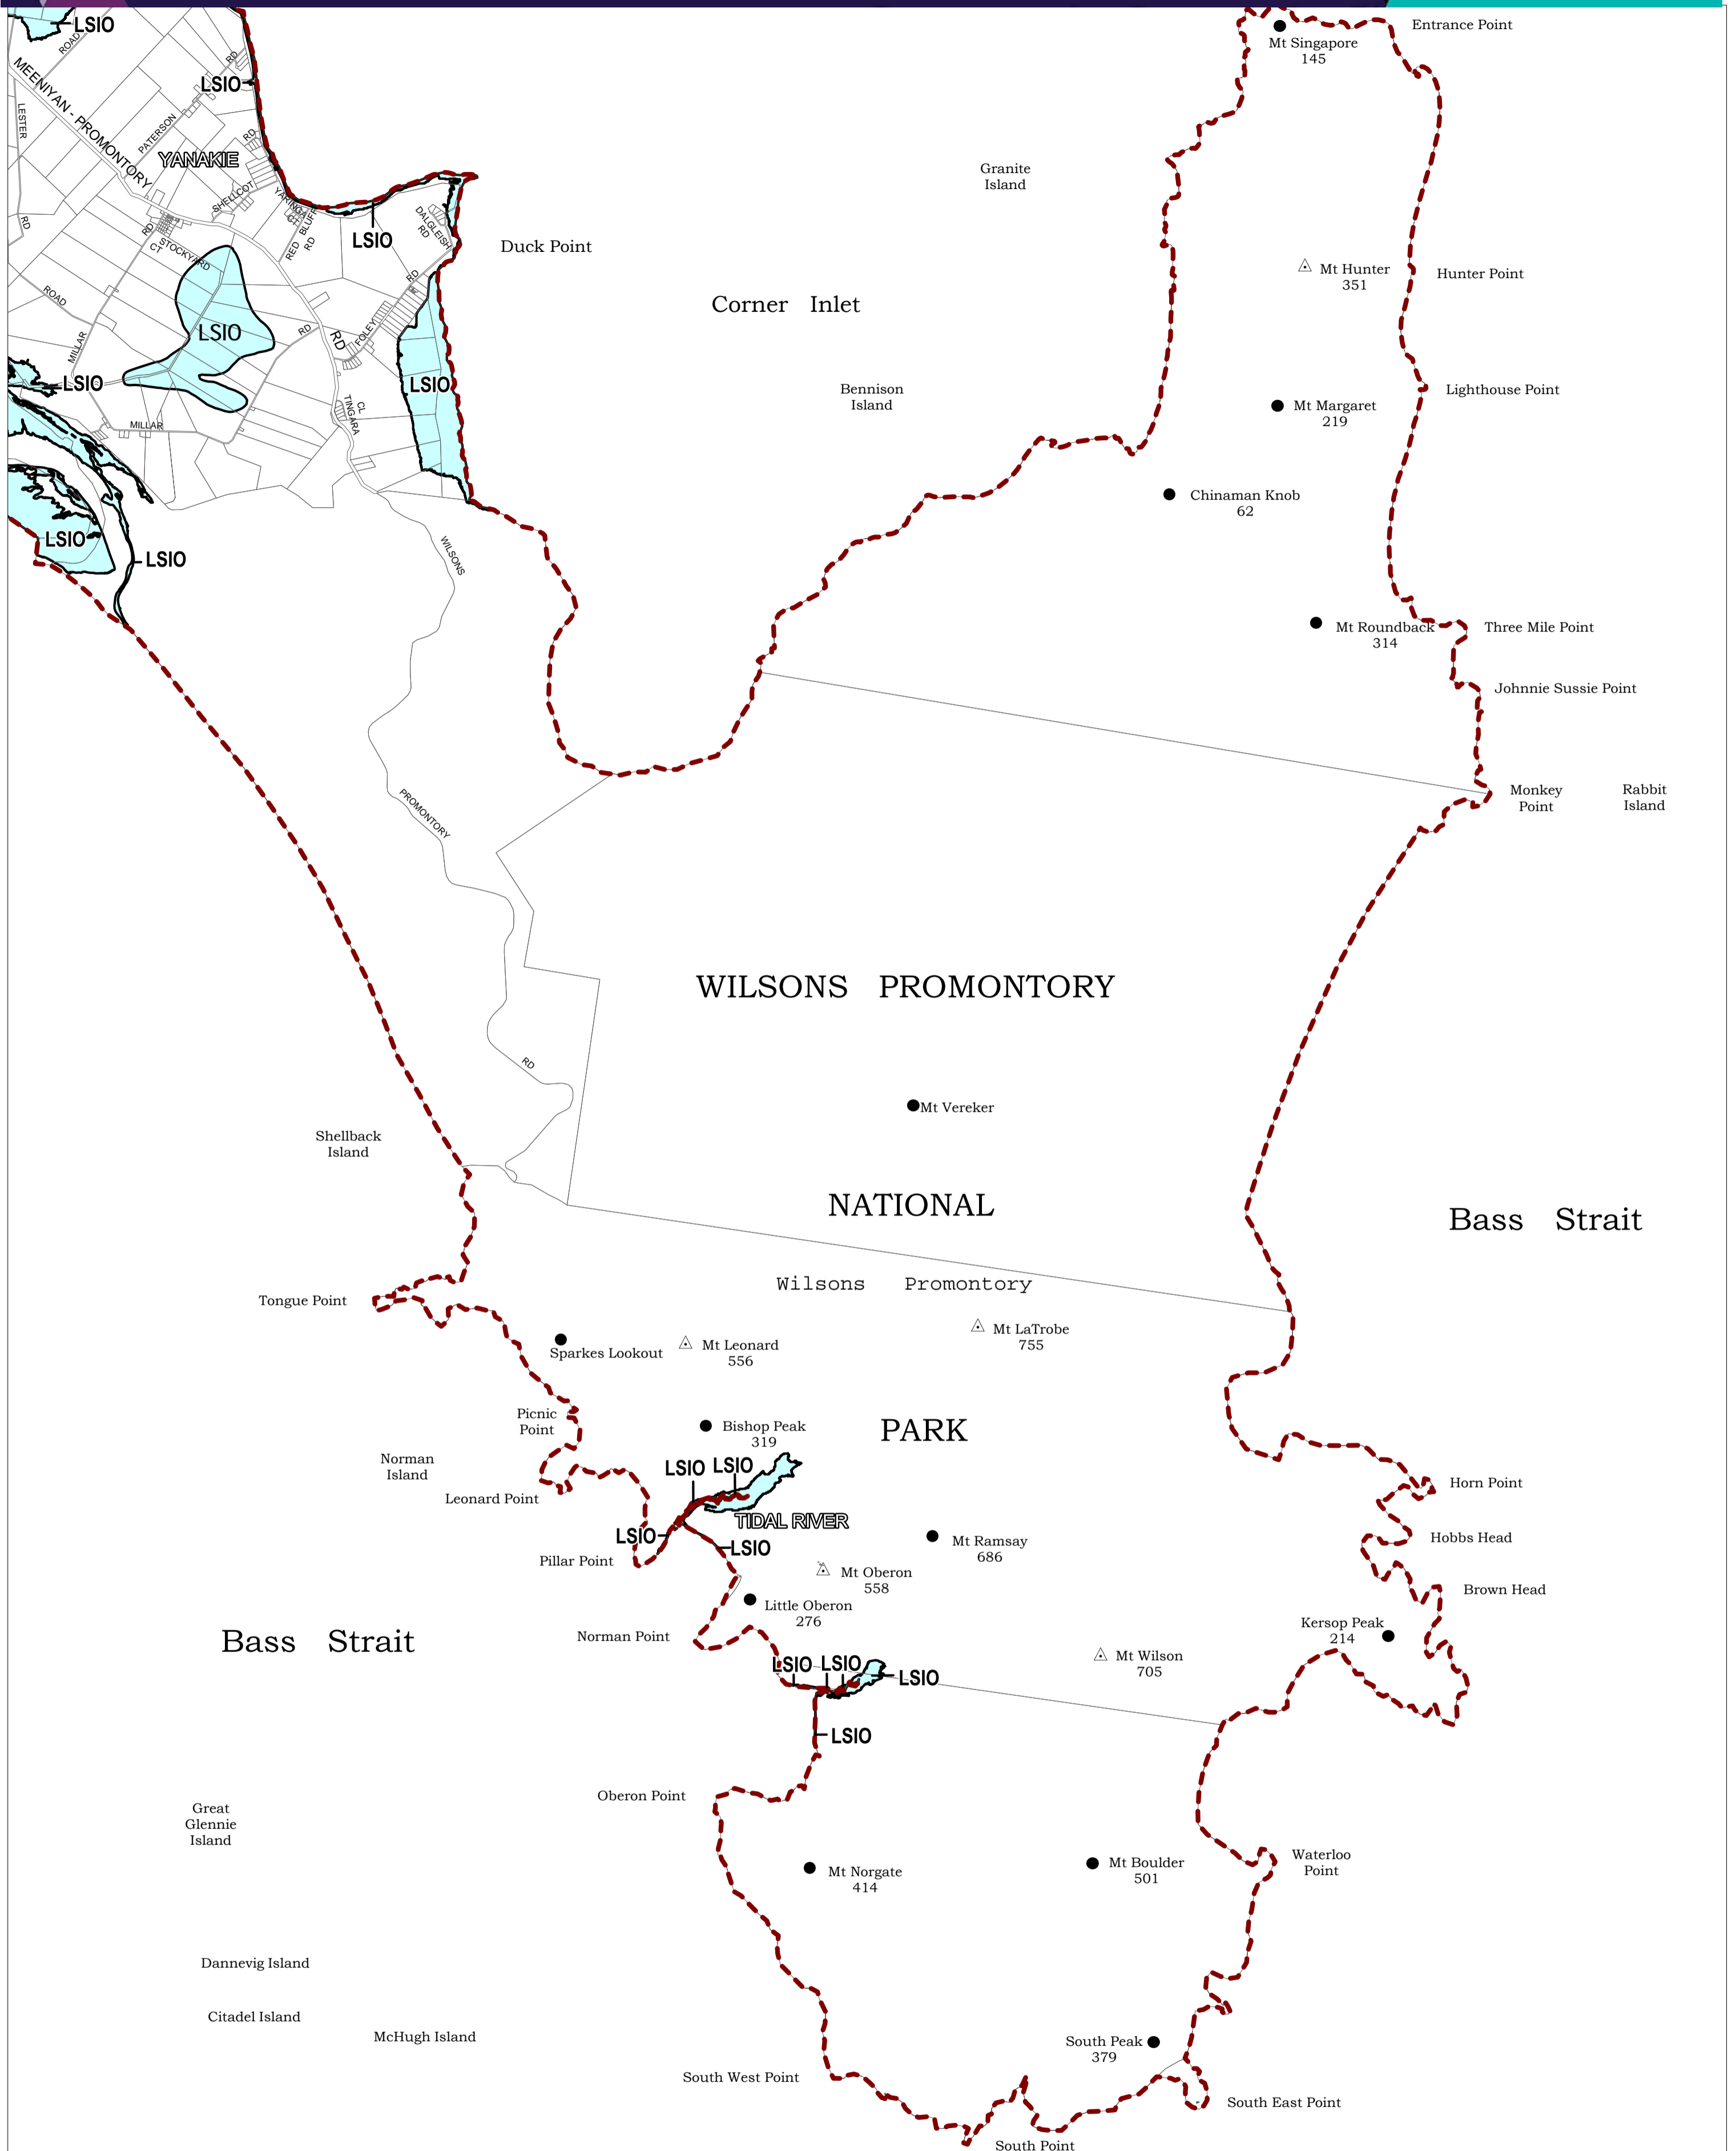 LSIO
ROAD
MEENIYAN - PROMONTORY
LESTER
RD
LSIO
RD
PATERSON
RD
YANAKIE
SHELLCOT
YARINGA
CT
RED BLUFF
RD
DALGLEISH
RD
LSIO
Duck Point
RD
STOCKYARD
CT
RD
LSIO
ROAD
MILLAR
RD
RD
FOLEY
LSIO
LSIO
CL
TINGARA
MILLAR
LSIO
LSIO
WILSONS
PROMONTORY
RD
Entrance Point
Mt Singapore
145
Granite
Island
Mt Hunter
351
Hunter Point
Corner Inlet
Bennison
Island
Lighthouse Point
Mt Margaret
219
Chinaman Knob
62
Mt Roundback
314
Three Mile Point
Johnnie Sussie Point
Monkey
Point
Rabbit
Island
WILSONS PROMONTORY
Mt Vereker
Shellback
Island
NATIONAL
Bass Strait
Wilsons Promontory
Tongue Point
Sparkes Lookout
Mt Leonard
556
Mt LaTrobe
755
Picnic
Point
Bishop Peak
319
PARK
Norman
Island
LSIO
LSIO
Leonard Point
Horn Point
TIDAL RIVER
LSIO
LSIO
Mt Ramsay
686
Hobbs Head
Pillar Point
Mt Oberon
558
Brown Head
Little Oberon
276
Kersop Peak
214
Bass Strait
Norman Point
Mt Wilson
705
LSIO
LSIO
LSIO
LSIO
Oberon Point
Great
Glennie
Island
Waterloo
Point
Mt Norgate
414
Mt Boulder
501
Dannevig Island
Citadel Island
McHugh Island
South Peak
379
South West Point
South East Point
South Point